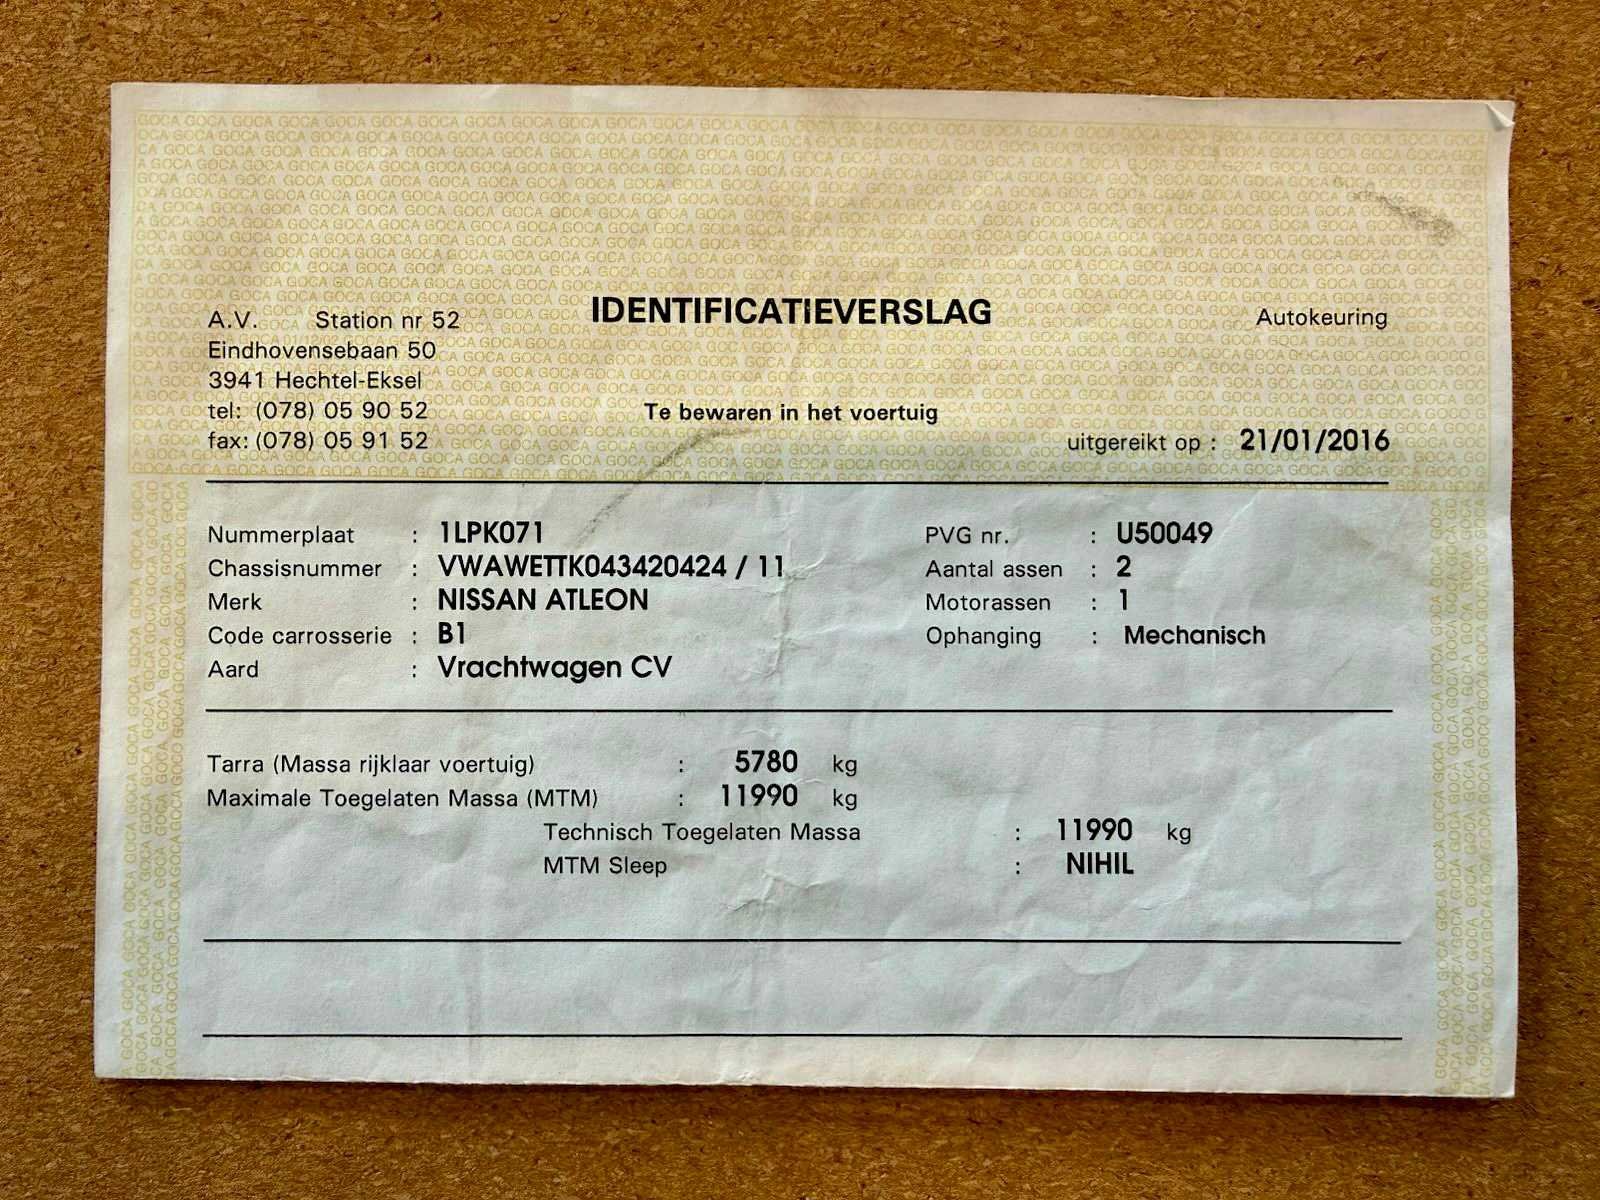 A.V. Station nr 52
Eindhovensebaan 50
3941 Hechtel-Eksel
tel: (078) 05 90 52
fax: (078) 05 91 52
IDENTIFICATIEVERSLAG
Te bewaren in het voertuig
Autokeuring
uitgereikt op : 21/01/2016
Nummerplaat : 1LPK071
Chassisnummer : VWAWETTK043420424 / 11
Merk : NISSAN ATLEON
Code carrosserie : B1
Aard : Vrachtwagen CV
PVG nr. : U50049
Aantal assen : 2
Motorassen : 1
Ophanging : Mechanisch
Tarra (Massa rijklaar voertuig) : 5780 kg
Maximale Toegelaten Massa (MTM) : 11990 kg
Technisch Toegelaten Massa : 11990 kg
MTM Sleep : NIHIL